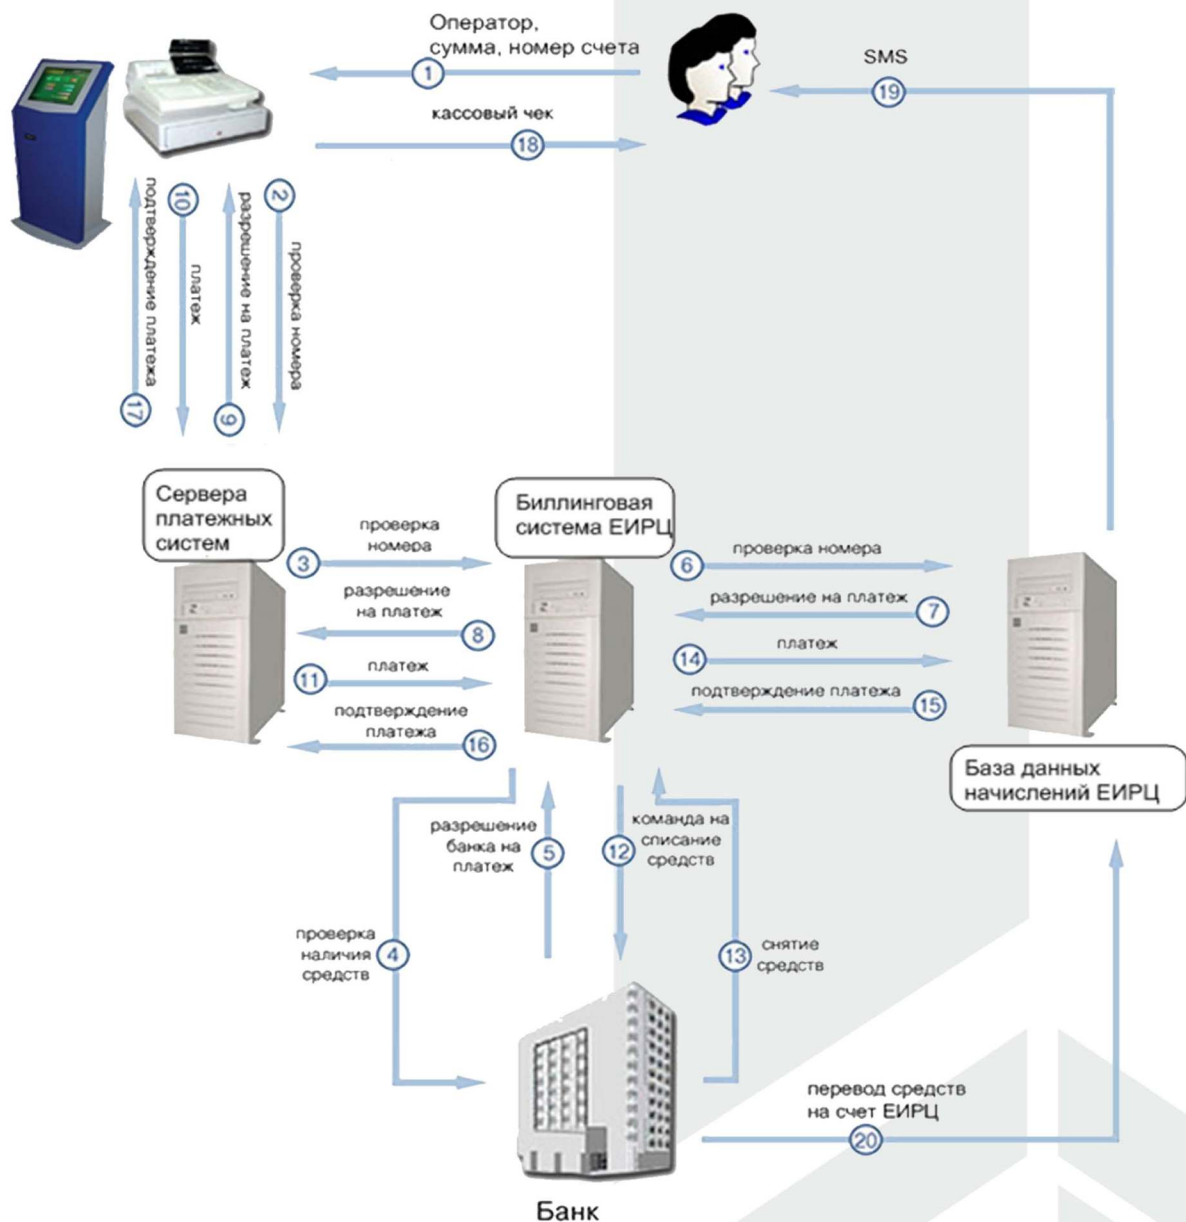 Оператор,
сумма, номер счета
1
SMS
19
кассовый чек
18
подтверждение платежа
17
10
платеж
разрешение на платеж
9
2
проверка номера
Сервера
платежных
систем
Биллинговая
система ЕИРЦ
проверка
номера
3
разрешение
на платеж
8
платеж
11
подтверждение
платежа
16
проверка номера
6
разрешение на платеж
7
платеж
14
подтверждение платежа
15
База данных
начислений ЕИРЦ
разрешение
банка на
платеж
5
12
команда на
списание
средств
проверка
наличия
средств
4
13
снятие
средств
перевод средств
на счет ЕИРЦ
20
Банк